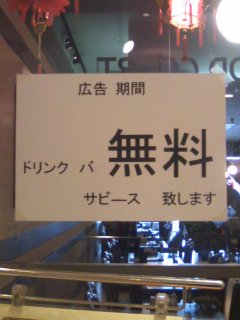 広告 期間
ドリンク バ 無料
サビース 致します